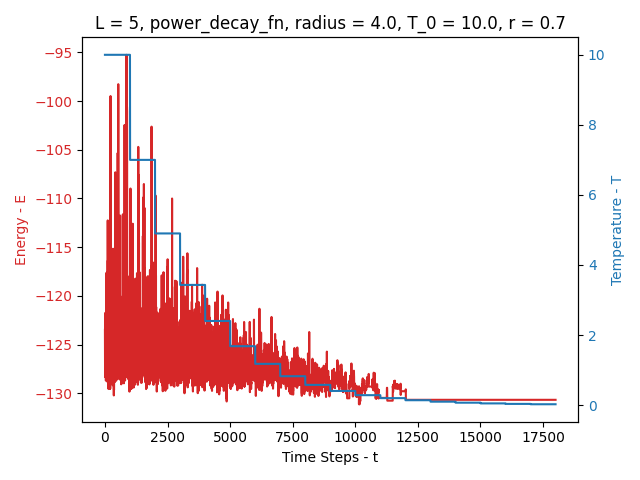 L = 5, power_decay_fn, radius = 4.0, T_0 = 10.0, r = 0.7
Energy - E
−95
−100
−105
−110
−115
−120
−125
−130
10
8
6
4
2
0
Temperature - T
0 2500 5000 7500 10000 12500 15000 17500
Time Steps - t